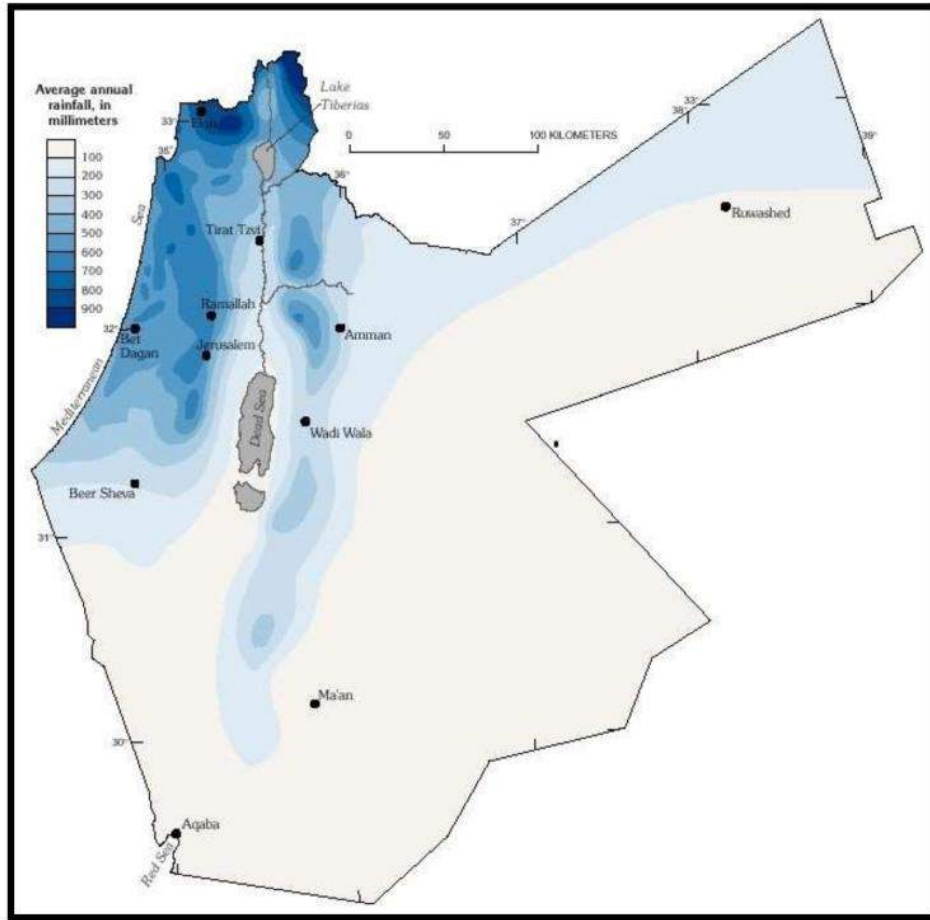 Average annual
rainfall, in
millimeters
100
200
300
400
500
600
700
800
900
Lake
Tiberias
0 50 100 KILOMETERS
33°
35°
36°
37°
33°
38°
39°
Elon
Sea
Tirat Tzvi
Ruwashed
Ramallah
32°
Bet
Dagan
Jerusalem
Amman
Mediterranean
Dead Sea
Wadi Wala
Beer Sheva
31°
Ma'an
30°
Aqaba
Red Sea